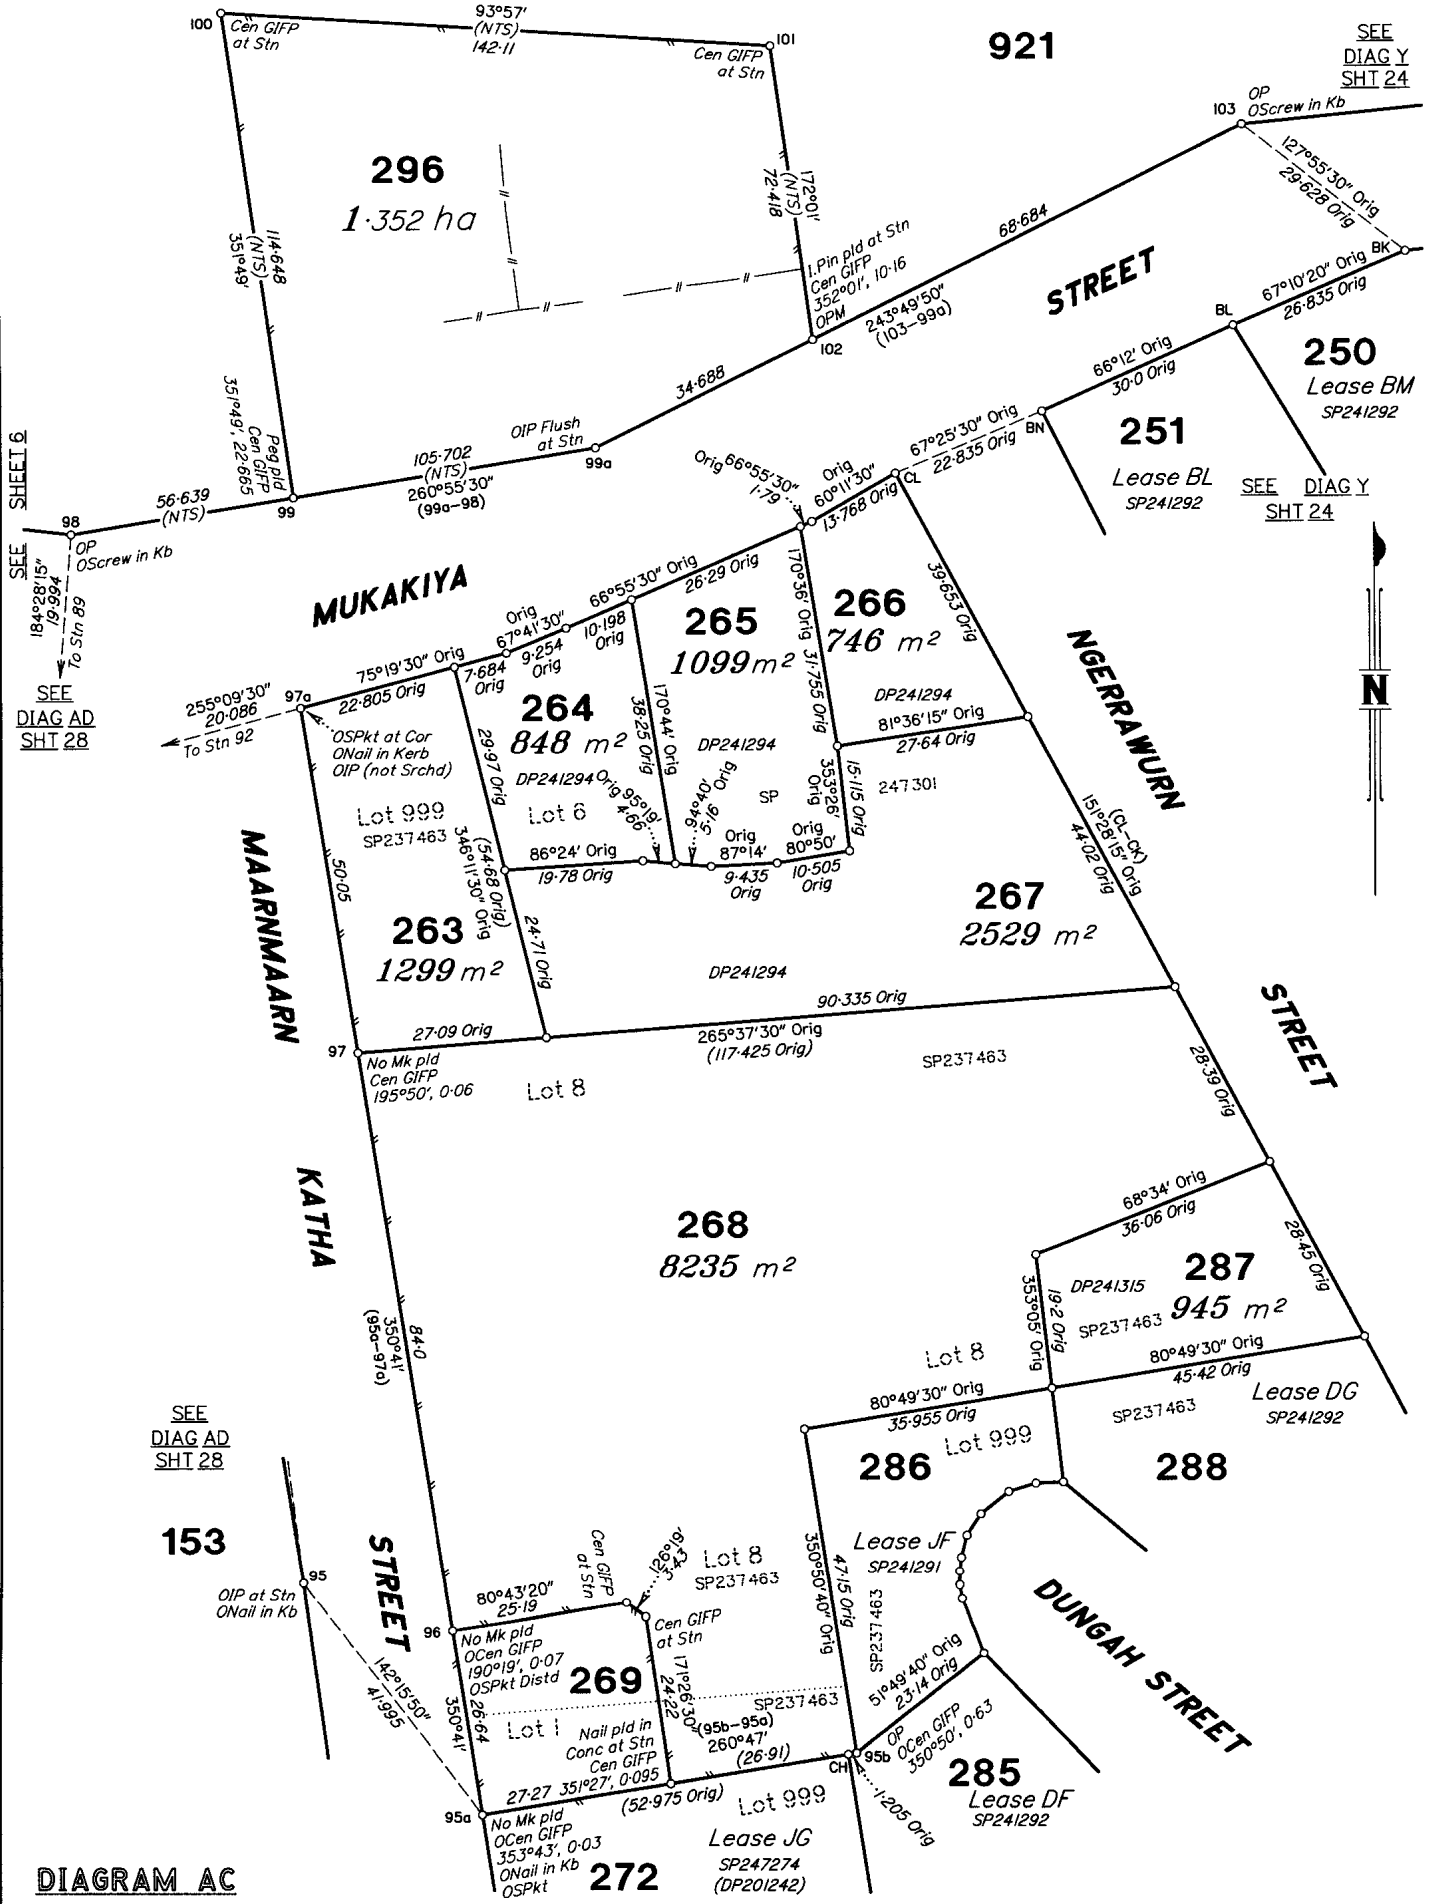 100
93°57'
(NTS)
142·11
Cen GIFP
at Stn
Cen GIFP
at Stn
101
921
SEE
DIAG Y
SHT 24
103
OP
OScrew in Kb
127°55'30" Orig
29·628 Orig
296
1·352 ha
172°01'
(NTS)
72·418
114·648
(NTS)
351°49'
I.Pin pld at Stn
Cen GIFP
352°01', 10·16
OPM
102
68·684
243°49'50"
(103-99a)
STREET
BK
67°10'20" Orig
26·835 Orig
BL
250
Lease BM
SP241292
66°12' Orig
30·0 Orig
BN
251
Lease BL
SP241292
SEE DIAG Y
SHT 24
34·688
OIP Flush
at Stn
99a
Peg pld
Cen GIFP
351°49', 22·665
105·702
(NTS)
260°55'30"
(99a-98)
99
56·639
(NTS)
SEE SHEET 6
98
OP
OScrew in Kb
184°28'15"
19·994
To Stn 89
SEE
DIAG AD
SHT 28
MUKAKIYA
67°25'30" Orig
22·835 Orig
CL
Orig
60°11'30"
13·768 Orig
Orig 66°55'30"
1·79
66°55'30" Orig
26·29 Orig
Orig
67°41'30"
9·254
Orig
10·198
Orig
75°19'30" Orig
22·805 Orig
7·684
Orig
255°09'30"
20·086
To Stn 92
97a
OSPkt at Cor
ONail in Kerb
OIP (not Srchd)
264
848 m²
DP241294
Lot 6
265
1099 m²
DP241294
SP
266
746 m²
DP241294
170°36' Orig
31·755 Orig
39·653 Orig
170°44' Orig
38·25 Orig
29·97 Orig
81°36'15" Orig
27·64 Orig
247301
353°26'
Orig
15·115 Orig
NGERRAWURN
N
Lot 999
SP237463
Orig 95°19'
4·66
94°40' Orig
5·16
Orig
87°14'
9·435
Orig
Orig
80°50'
10·505
Orig
86°24' Orig
19·78 Orig
(54·68 Orig)
346°11'30" Orig
24·71 Orig
(CL-CK)
151°28'15" Orig
44·02 Orig
MAARNMAARN
50·05
263
1299 m²
267
2529 m²
DP241294
27·09 Orig
90·335 Orig
265°37'30" Orig
(117·425 Orig)
97
No Mk pld
Cen GIFP
195°50', 0·06
Lot 8
SP237463
STREET
28·39 Orig
KATHA
268
8235 m²
68°34' Orig
36·06 Orig
28·45 Orig
287
945 m²
DP241315
SP237463
353°05' Orig
19·2 Orig
84·0
350°41'
(95a-97a)
Lot 8
80°49'30" Orig
45·42 Orig
80°49'30" Orig
35·955 Orig
Lease DG
SP241292
SP237463
Lot 999
286
288
SEE
DIAG AD
SHT 28
153
95
OIP at Stn
ONail in Kb
142°15'50"
41·995
STREET
Cen GIFP
at Stn
126°19'
3·43
Lot 8
SP237463
80°43'20"
25·19
96
No Mk pld
OCen GIFP
190°19', 0·07
OSPkt Distd
269
Cen GIFP
at Stn
350°50'40" Orig
47·15 Orig
Lease JF
SP241291
SP237463
DUNGAH STREET
51°49'40" Orig
23·14 Orig
SP237463
171°26'30"
24·22
Lot 1
26·64
350°41'
Nail pld in
Conc at Stn
Cen GIFP
351°27', 0·095
27·27
(95b-95a)
260°47'
(26·91)
(52·975 Orig)
CH
95b
OP
OCen GIFP
350°50', 0·63
285
Lease DF
SP241292
1·205 Orig
95a
No Mk pld
OCen GIFP
353°43', 0·03
ONail in Kb
OSPkt
Lot 999
272
Lease JG
SP247274
(DP201242)
DIAGRAM AC